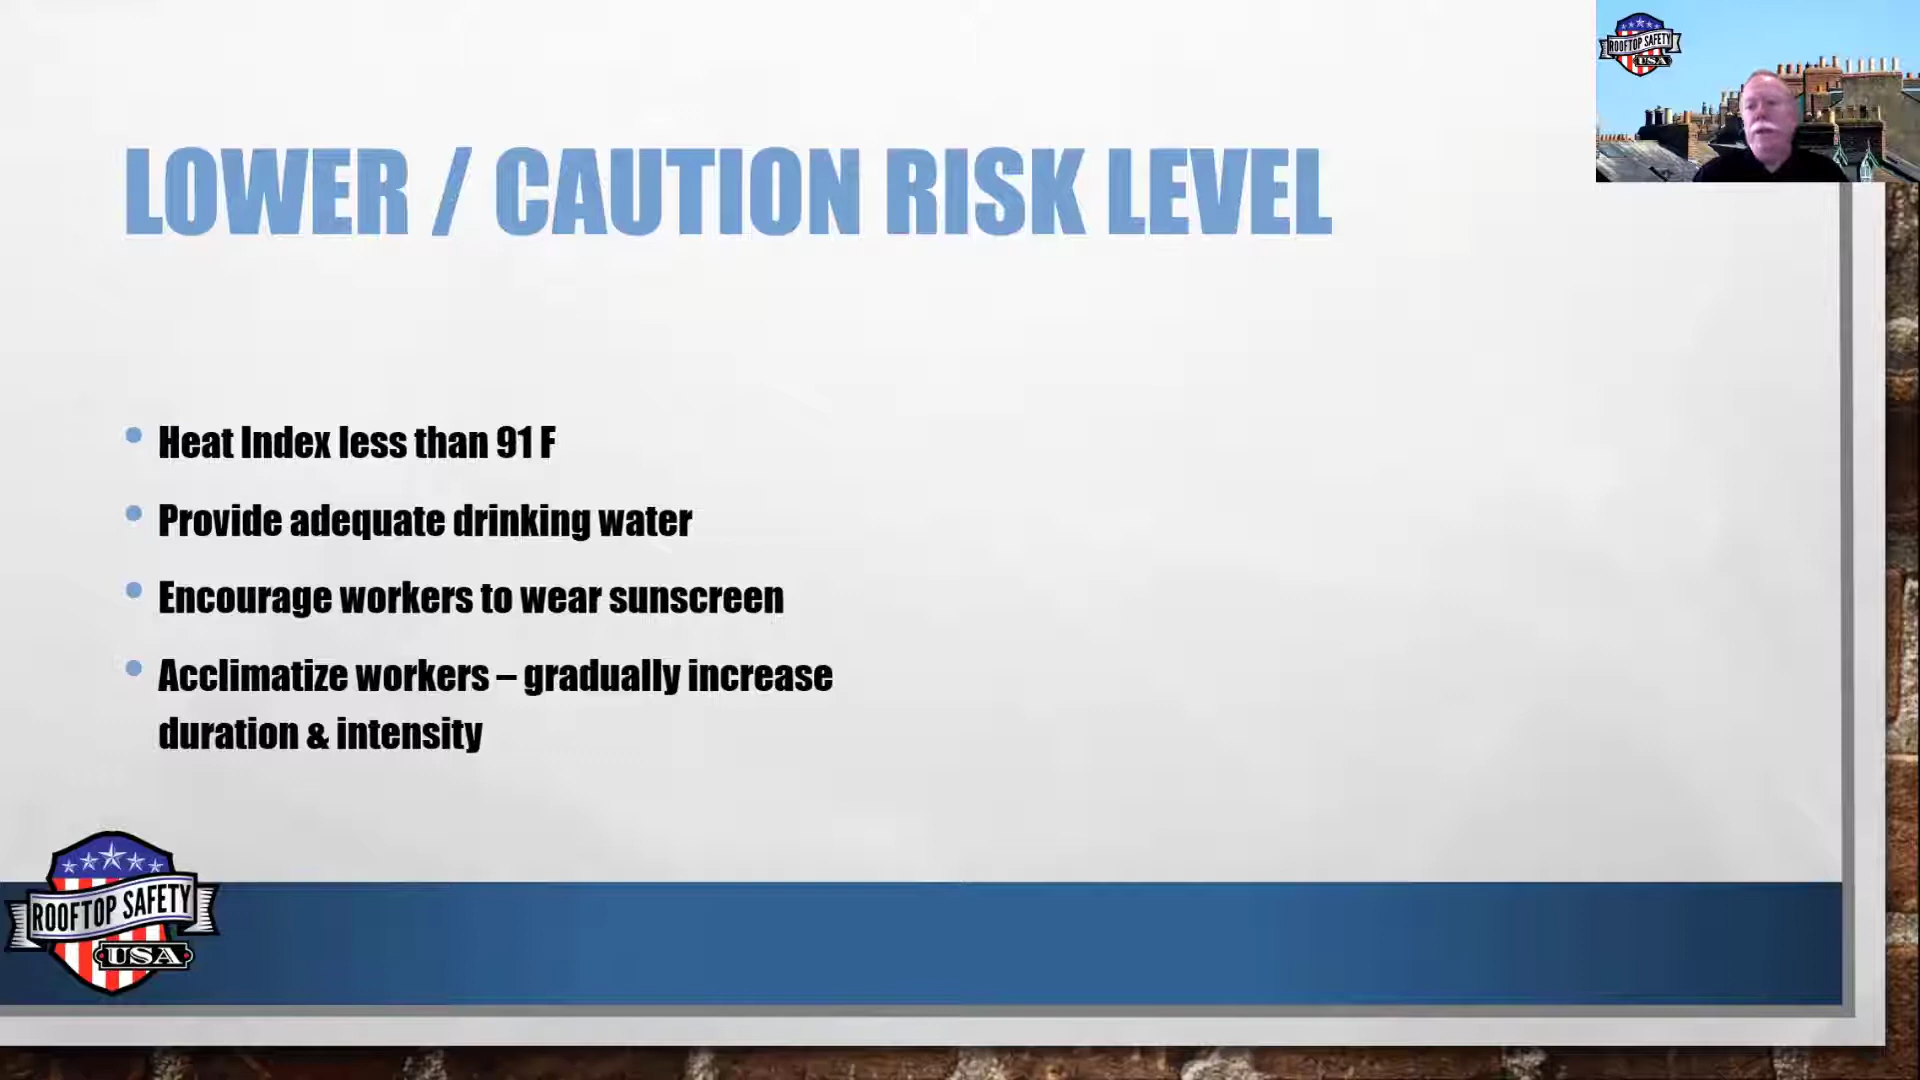 ROOFTOP SAFETY
USA
LOWER / CAUTION RISK LEVEL
• Heat Index less than 91 F
• Provide adequate drinking water
• Encourage workers to wear sunscreen
• Acclimatize workers – gradually increase
duration & intensity
ROOFTOP SAFETY
USA